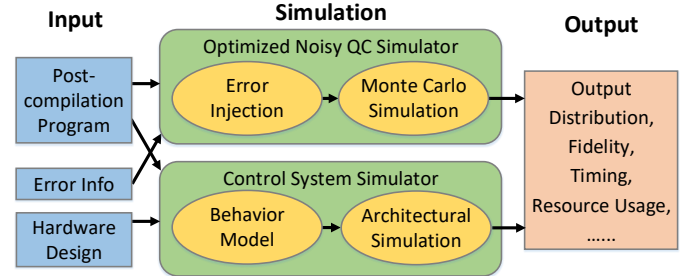 Input
Simulation
Output
Post-
compilation
Program
Error Info
Hardware
Design
Optimized Noisy QC Simulator
Error
Injection
Monte Carlo
Simulation
Control System Simulator
Behavior
Model
Architectural
Simulation
Output
Distribution,
Fidelity,
Timing,
Resource Usage,
......